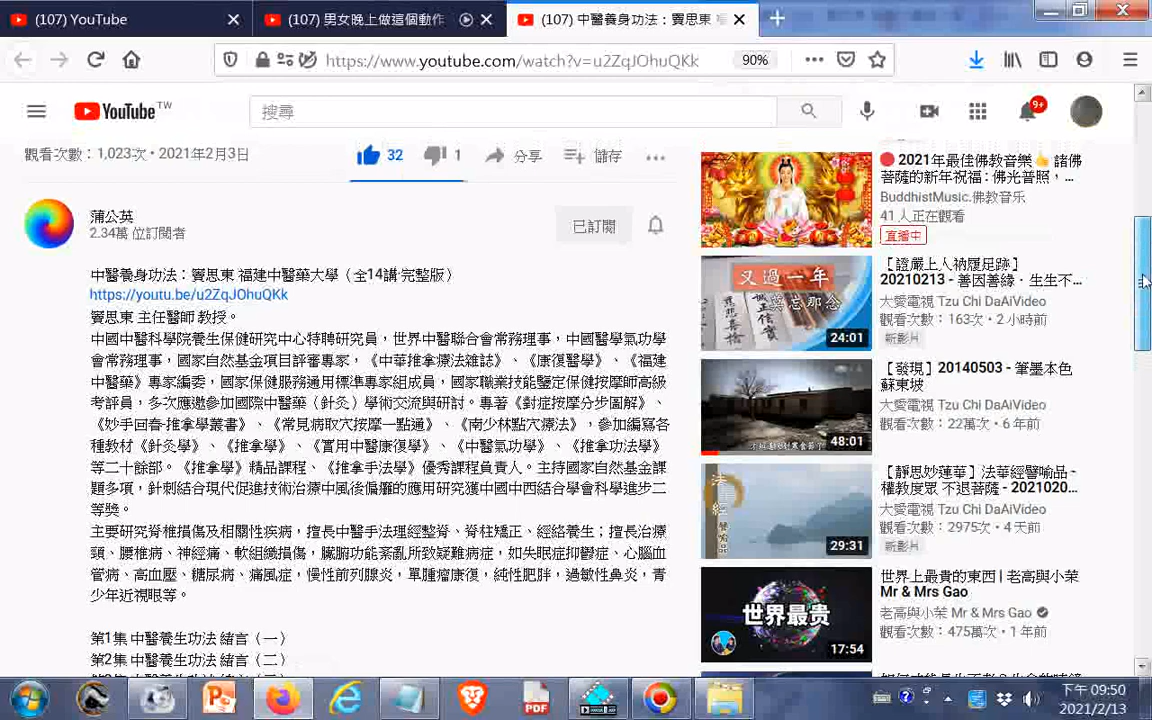 (107) YouTube
(107) 男女晚上做這個動作
(107) 中醫養身功法：竇思東
https://www.youtube.com/watch?v=u2ZqJOhuQKk
90%
YouTube TW
搜尋
9+
觀看次數：1,023次・2021年2月3日
32
1
分享
儲存
蒲公英
2.34萬 位訂閱者
已訂閱
中醫養身功法：竇思東 福建中醫藥大學（全14講·完整版）
https://youtu.be/u2ZqJOhuQKk
竇思東 主任醫師 教授。
中國中醫科學院養生保健研究中心特聘研究員，世界中醫聯合會常務理事，中國醫學氣功學
會常務理事，國家自然基金項目評審專家，《中華推拿療法雜誌》、《康復醫學》、《福建
中醫藥》專家編委，國家保健服務通用標準專家組成員，國家職業技能鑒定保健按摩師高級
考評員，多次應邀參加國際中醫藥（針灸）學術交流與研討。專著《對症按摩分步圖解》、
《妙手回春·推拿學叢書》、《常見病取穴按摩一點通》、《南少林點穴療法》，參加編寫各
種教材《針灸學》、《推拿學》、《實用中醫康復學》、《中醫氣功學》、《推拿功法學》
等二十餘部。《推拿學》精品課程、《推拿手法學》優秀課程負責人。主持國家自然基金課
題多項，針刺結合現代促進技術治療中風後偏癱的應用研究獲中國中西結合學會科學進步二
等獎。
主要研究脊椎損傷及相關性疾病，擅長中醫手法理經整脊、脊柱矯正、經絡養生；擅長治療
頸、腰椎病、神經痛、軟組織損傷，臟腑功能紊亂所致疑難病症，如失眠症抑鬱症、心腦血
管病、高血壓、糖尿病、痛風症，慢性前列腺炎，單腫瘤康復，純性肥胖，過敏性鼻炎，青
少年近視眼等。
第1集 中醫養生功法 緒言（一）
第2集 中醫養生功法 緒言（二）
2021年最佳佛教音樂👍 諸佛
菩薩的新年祝福: 佛光普照，...
BuddhistMusic.佛教音乐
41 人正在觀看
直播中
又過一年
24:01
【證嚴上人衲履足跡】
20210213 - 善因善緣．生生不...
大愛電視 Tzu Chi DaAiVideo
觀看次數：163次・2 小時前
新影片
48:01
【發現】20140503 - 筆墨本色
蘇東坡
大愛電視 Tzu Chi DaAiVideo
觀看次數：22萬次・6 年前
29:31
【靜思妙蓮華】法華經譬喻品 -
權教度眾 不退菩薩 - 2021020...
大愛電視 Tzu Chi DaAiVideo
觀看次數：2975次・4 天前
新影片
世界最贵
17:54
世界上最貴的東西 | 老高與小茉
Mr & Mrs Gao
老高與小茉 Mr & Mrs Gao
觀看次數：475萬次・1 年前
PDF
下午 09:50
2021/2/13